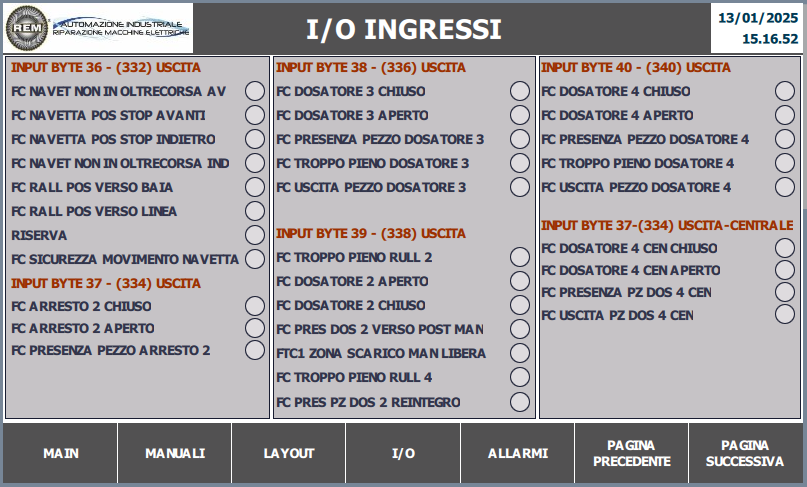 REM
AUTOMAZIONE INDUSTRIALE
RIPARAZIONE MACCHINE ELETTRICHE
I/O INGRESSI
13/01/2025
15.16.52
INPUT BYTE 36 - (332) USCITA
FC NAVET NON IN OLTRECORSA AV
FC NAVETTA POS STOP AVANTI
FC NAVETTA POS STOP INDIETRO
FC NAVET NON IN OLTRECORSA IND
FC RALL POS VERSO BAIA
FC RALL POS VERSO LINEA
RISERVA
FC SICUREZZA MOVIMENTO NAVETTA
INPUT BYTE 37 - (334) USCITA
FC ARRESTO 2 CHIUSO
FC ARRESTO 2 APERTO
FC PRESENZA PEZZO ARRESTO 2
INPUT BYTE 38 - (336) USCITA
FC DOSATORE 3 CHIUSO
FC DOSATORE 3 APERTO
FC PRESENZA PEZZO DOSATORE 3
FC TROPPO PIENO DOSATORE 3
FC USCITA PEZZO DOSATORE 3
INPUT BYTE 39 - (338) USCITA
FC TROPPO PIENO RULL 2
FC DOSATORE 2 APERTO
FC DOSATORE 2 CHIUSO
FC PRES DOS 2 VERSO POST MAN
FTC1 ZONA SCARICO MAN LIBERA
FC TROPPO PIENO RULL 4
FC PRES PZ DOS 2 REINTEGRO
INPUT BYTE 40 - (340) USCITA
FC DOSATORE 4 CHIUSO
FC DOSATORE 4 APERTO
FC PRESENZA PEZZO DOSATORE 4
FC TROPPO PIENO DOSATORE 4
FC USCITA PEZZO DOSATORE 4
INPUT BYTE 37-(334) USCITA-CENTRALE
FC DOSATORE 4 CEN CHIUSO
FC DOSATORE 4 CEN APERTO
FC PRESENZA PZ DOS 4 CEN
FC USCITA PZ DOS 4 CEN
MAIN
MANUALI
LAYOUT
I/O
ALLARMI
PAGINA
PRECEDENTE
PAGINA
SUCCESSIVA